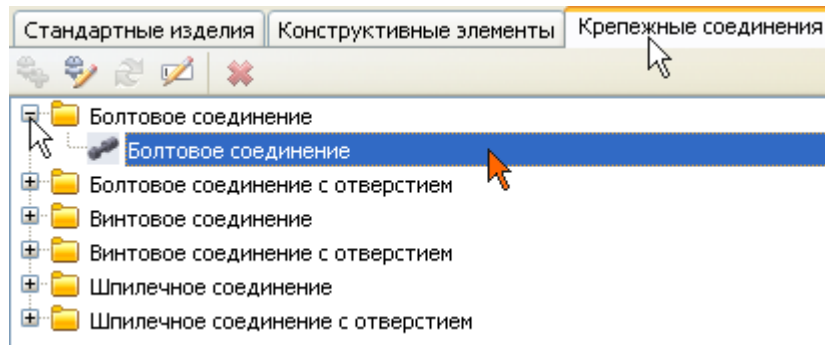 Стандартные изделия Конструктивные элементы Крепежные соединения
Болтовое соединение
Болтовое соединение
Болтовое соединение с отверстием
Винтовое соединение
Винтовое соединение с отверстием
Шпилечное соединение
Шпилечное соединение с отверстием